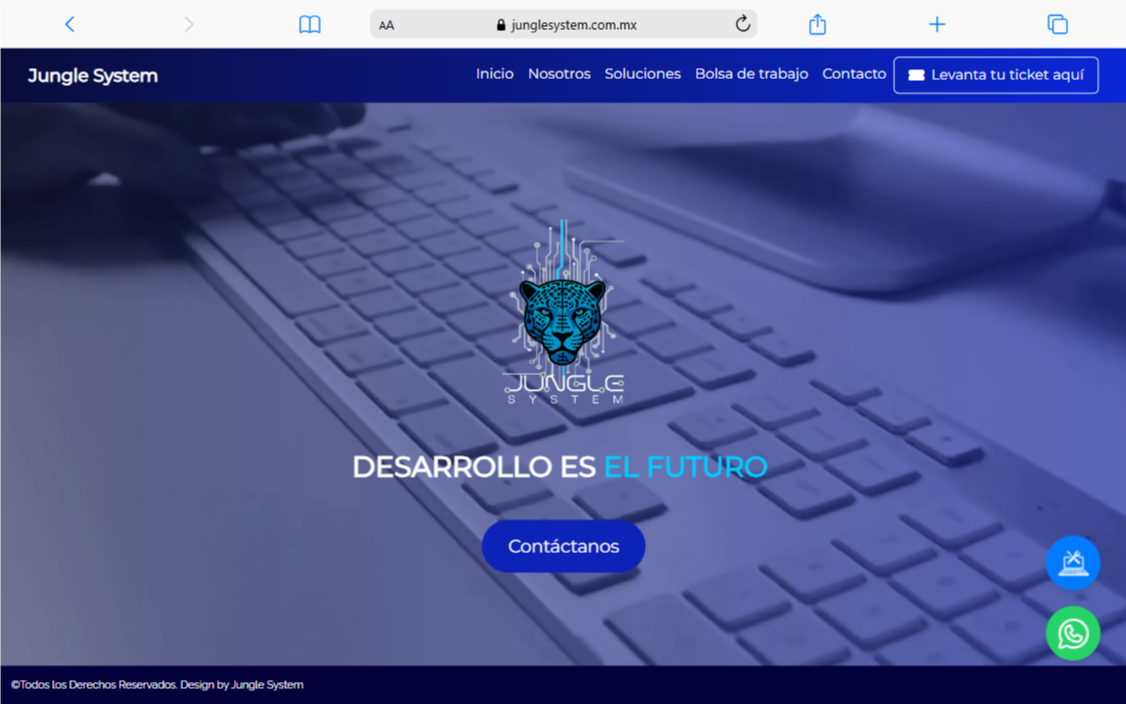 AA junglesystem.com.mx
Jungle System
Inicio Nosotros Soluciones Bolsa de trabajo Contacto Levanta tu ticket aquí
JUNGLE
SYSTEM
DESARROLLO ES EL FUTURO
Contáctanos
©Todos los Derechos Reservados. Design by Jungle System